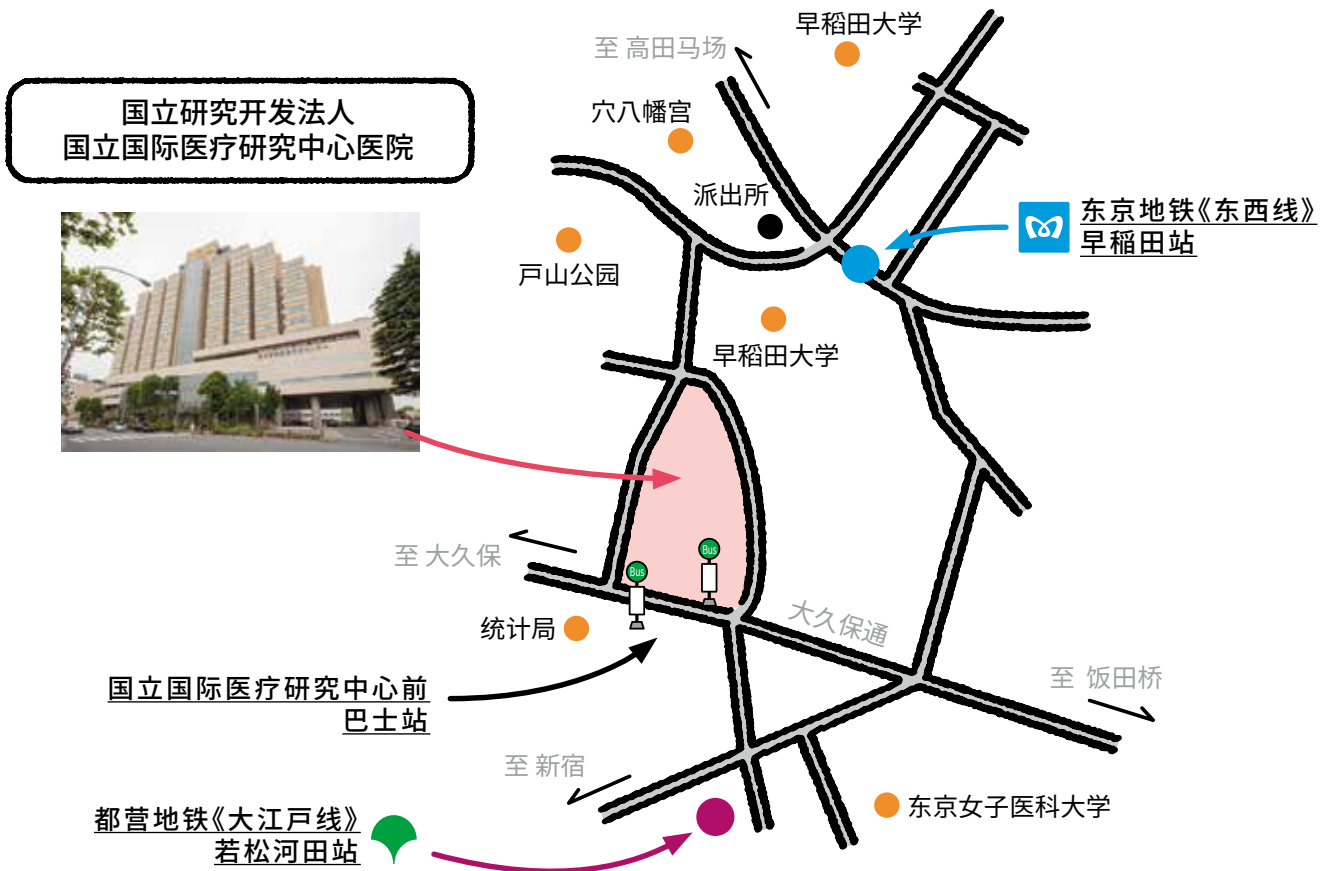 早稻田大学
至 高田马场
国立研究开发法人
国立国际医疗研究中心医院
穴八幡宫
派出所
东京地铁《东西线》
早稲田站
戸山公园
早稻田大学
至 大久保
Bus
Bus
统计局
大久保通
国立国际医疗研究中心前
巴士站
至 饭田桥
至 新宿
东京女子医科大学
都营地铁《大江戸线》
若松河田站